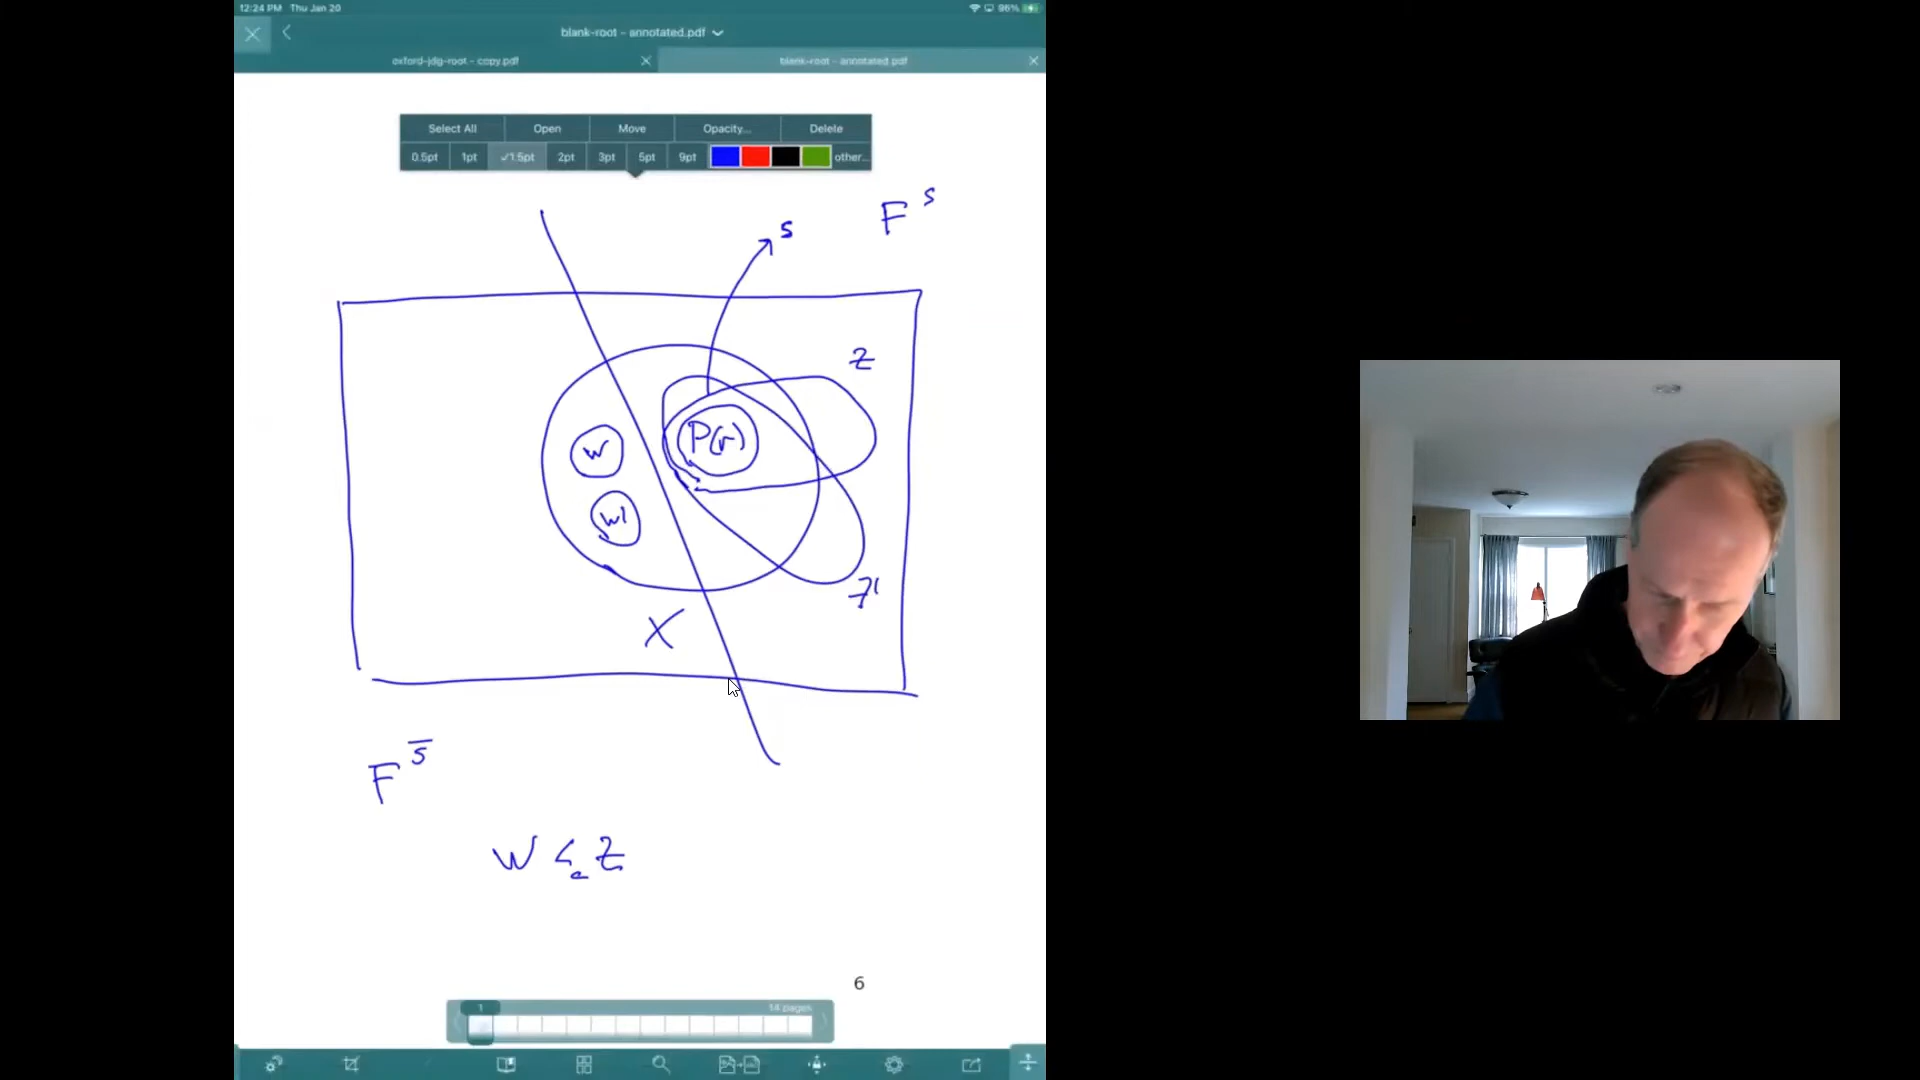 12:24 PM Thu Jan 20
96%
blank-root - annotated.pdf
oxford-jdg-root - copy.pdf
blank-root - annotated.pdf
Select All Open Move Opacity... Delete
0.5pt 1pt ✓1.5pt 2pt 3pt 5pt 9pt other...
F^s
s
z
P(r)
W
W'
z'
X
F^s̅
W <ₑ Z
6
1 14 pages